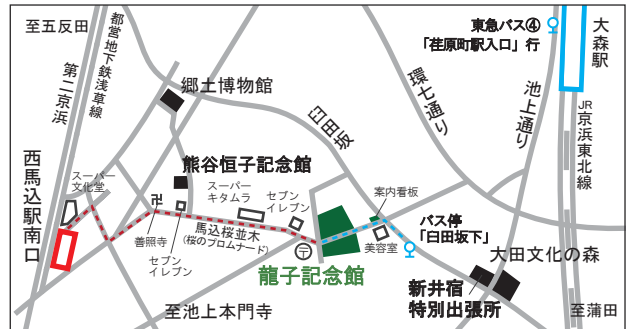 至五反田
都営地下鉄浅草線
第二京浜
郷土博物館
臼田坂
環七通り
池上通り
東急バス④
「荏原町駅入口」行
大森駅
JR京浜東北線
西馬込駅南口
スーパー
文化堂
熊谷恒子記念館
卍
善照寺
セブン
イレブン
スーパー
キタムラ
馬込桜並木
(桜のプロムナード)
セブン
イレブン
〒
案内看板
美容室
バス停
「臼田坂下」
龍子記念館
大田文化の森
新井宿
特別出張所
至池上本門寺
至蒲田